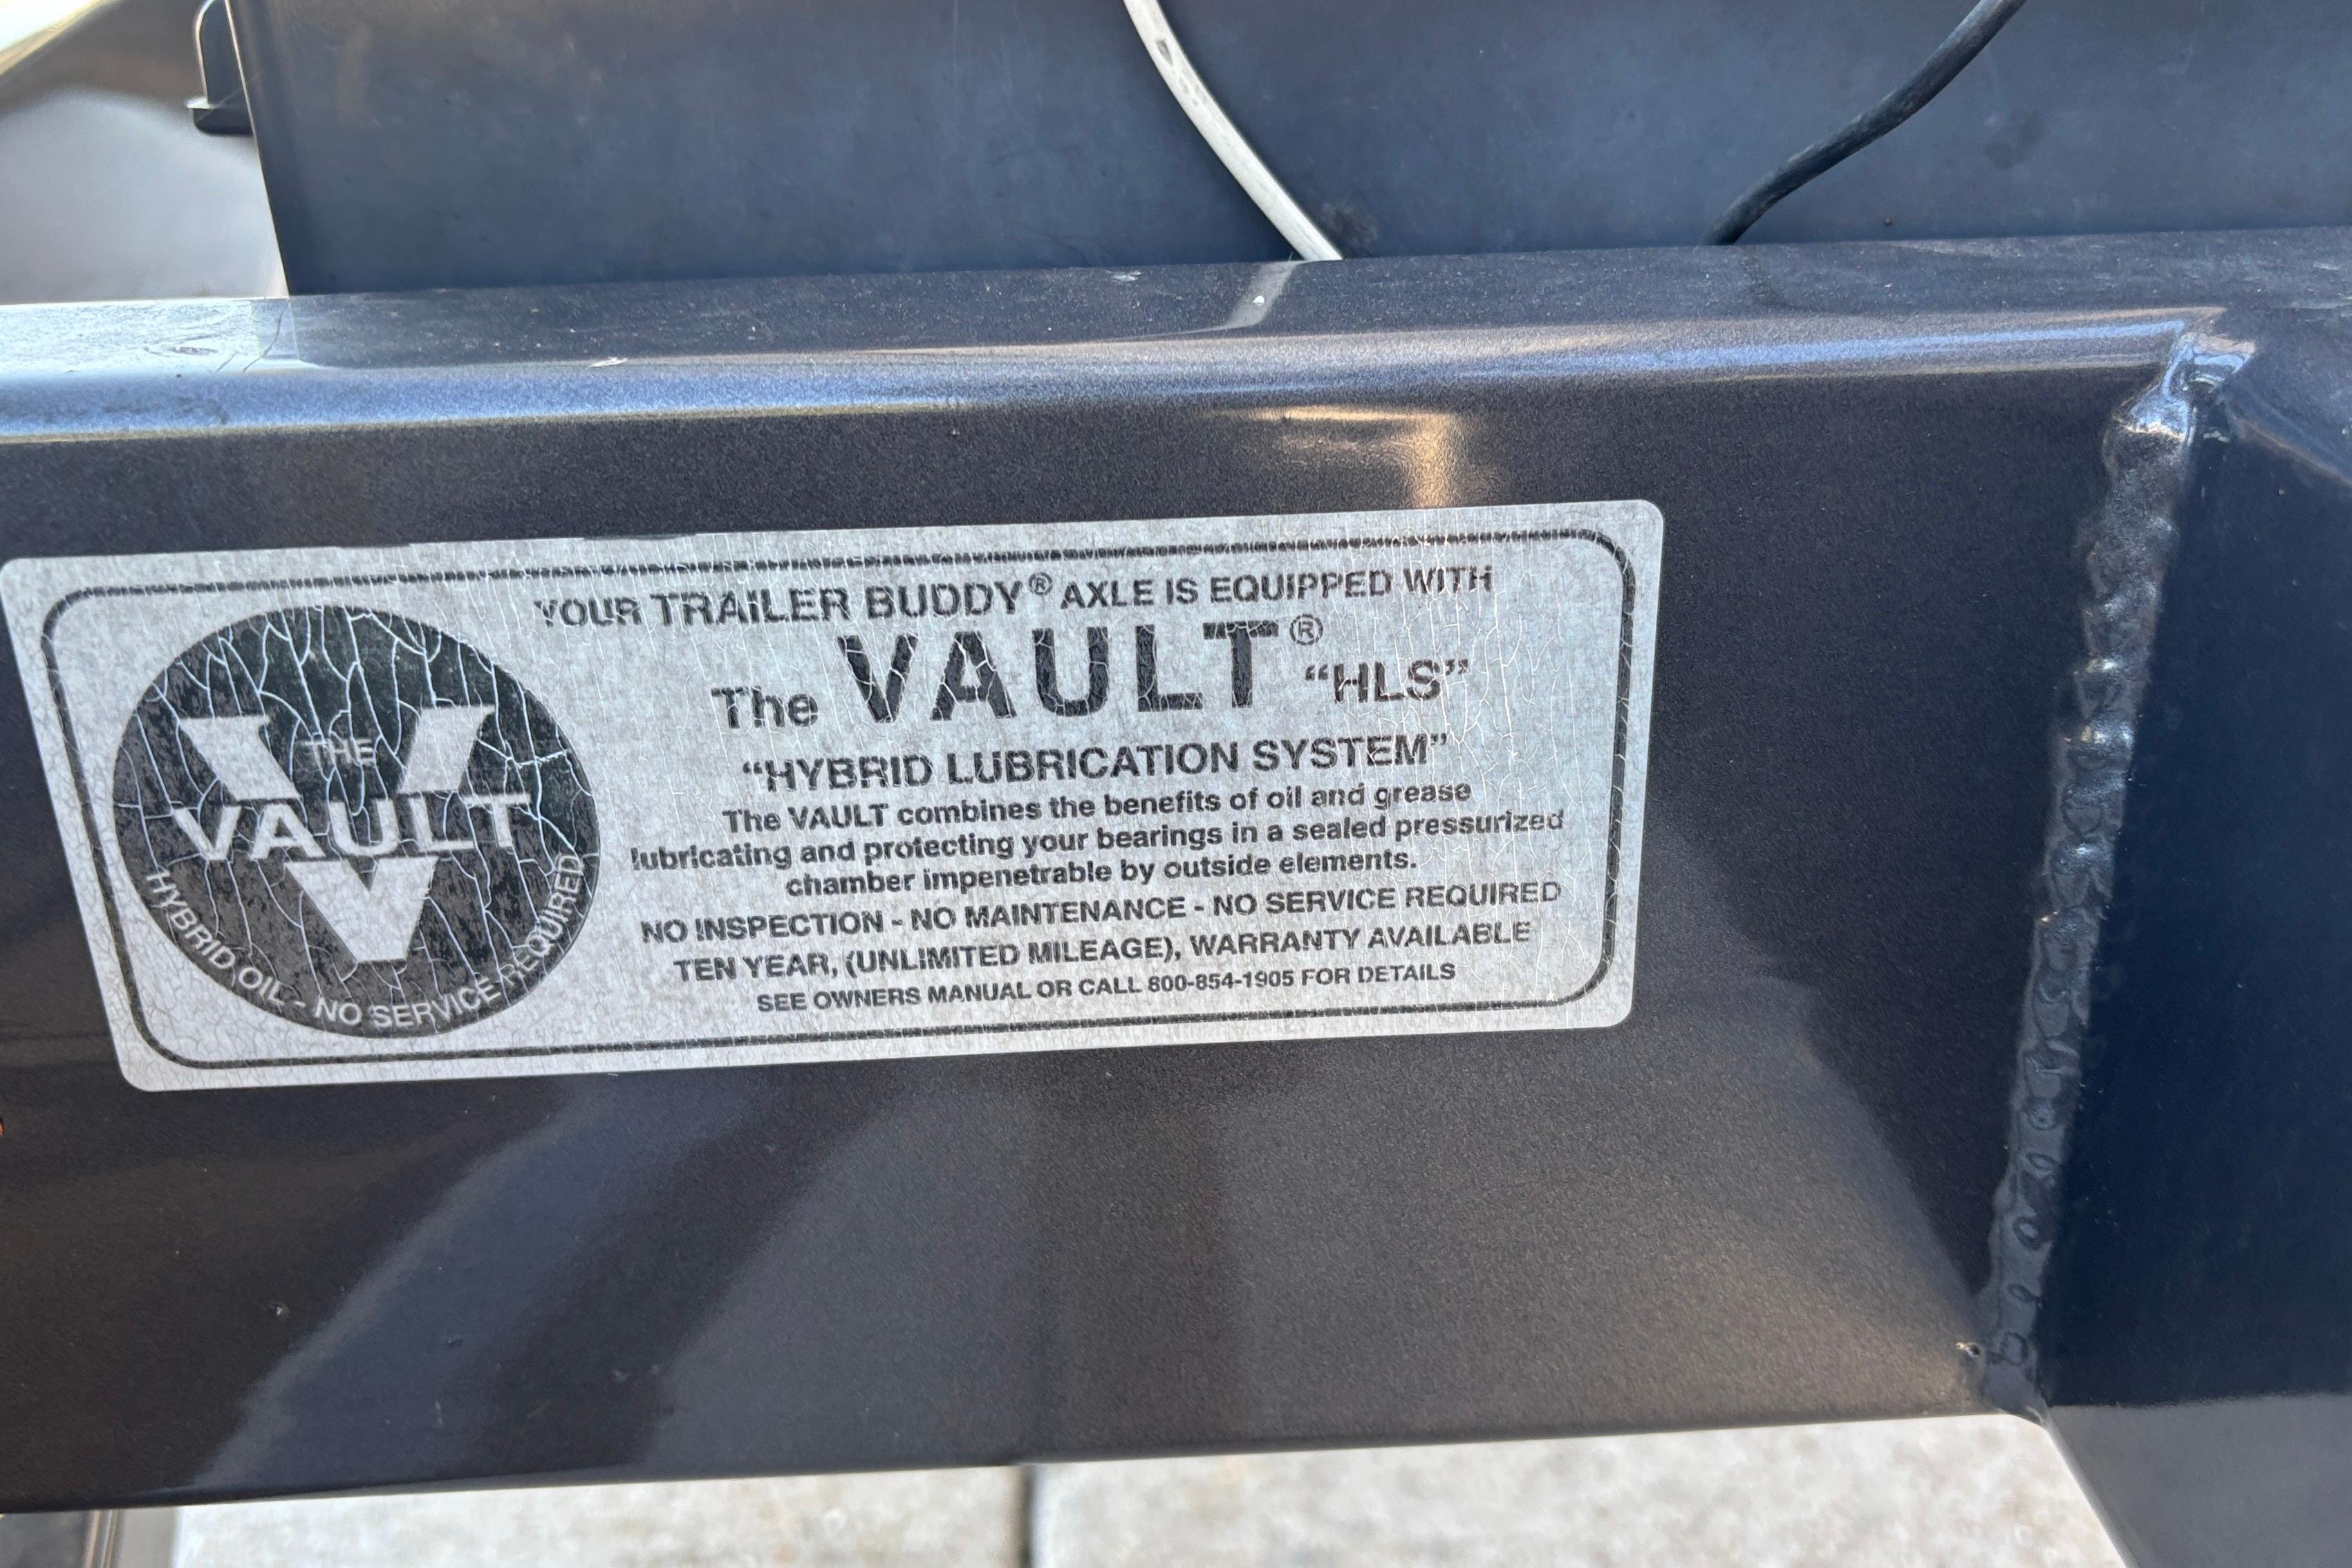 THE
VAULT
V
HYBRID OIL - NO SERVICE REQUIRED
YOUR TRAILER BUDDY® AXLE IS EQUIPPED WITH
The VAULT® “HLS”
“HYBRID LUBRICATION SYSTEM”
The VAULT combines the benefits of oil and grease
lubricating and protecting your bearings in a sealed pressurized
chamber impenetrable by outside elements.
NO INSPECTION - NO MAINTENANCE - NO SERVICE REQUIRED
TEN YEAR, (UNLIMITED MILEAGE), WARRANTY AVAILABLE
SEE OWNERS MANUAL OR CALL 800-854-1905 FOR DETAILS